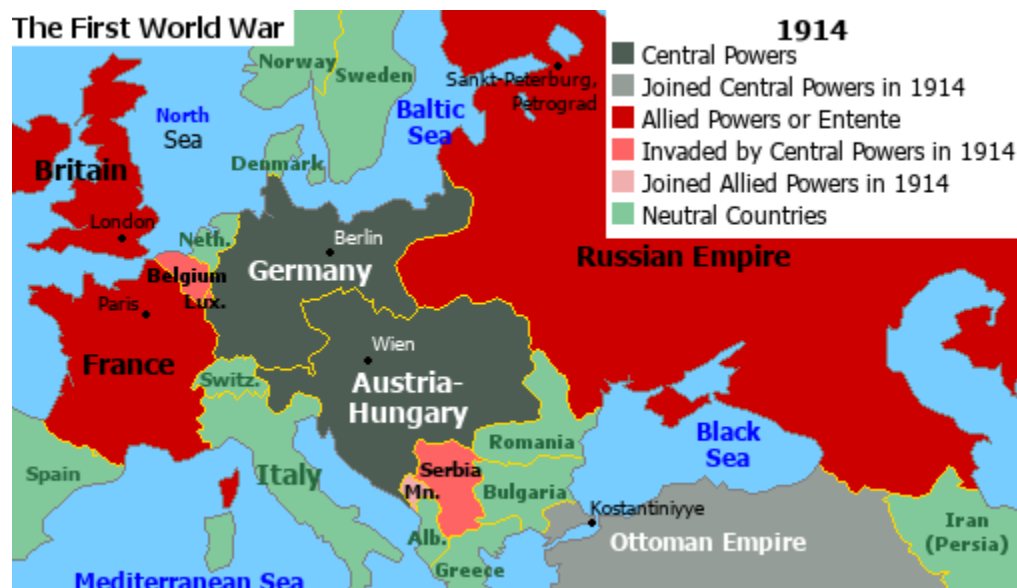 The First World War
1914
Central Powers
Joined Central Powers in 1914
Allied Powers or Entente
Invaded by Central Powers in 1914
Joined Allied Powers in 1914
Neutral Countries
Norway
Sweden
Sankt-Peterburg,
Petrograd
North
Sea
Baltic
Sea
Denmark
Britain
London
Neth.
Berlin
Germany
Russian Empire
Belgium
Lux.
Paris
France
Wien
Switz.
Austria-
Hungary
Romania
Black
Sea
Spain
Italy
Serbia
Mn.
Bulgaria
Kostantiniyye
Alb.
Ottoman Empire
Iran
(Persia)
Greece
Mediterranean Sea